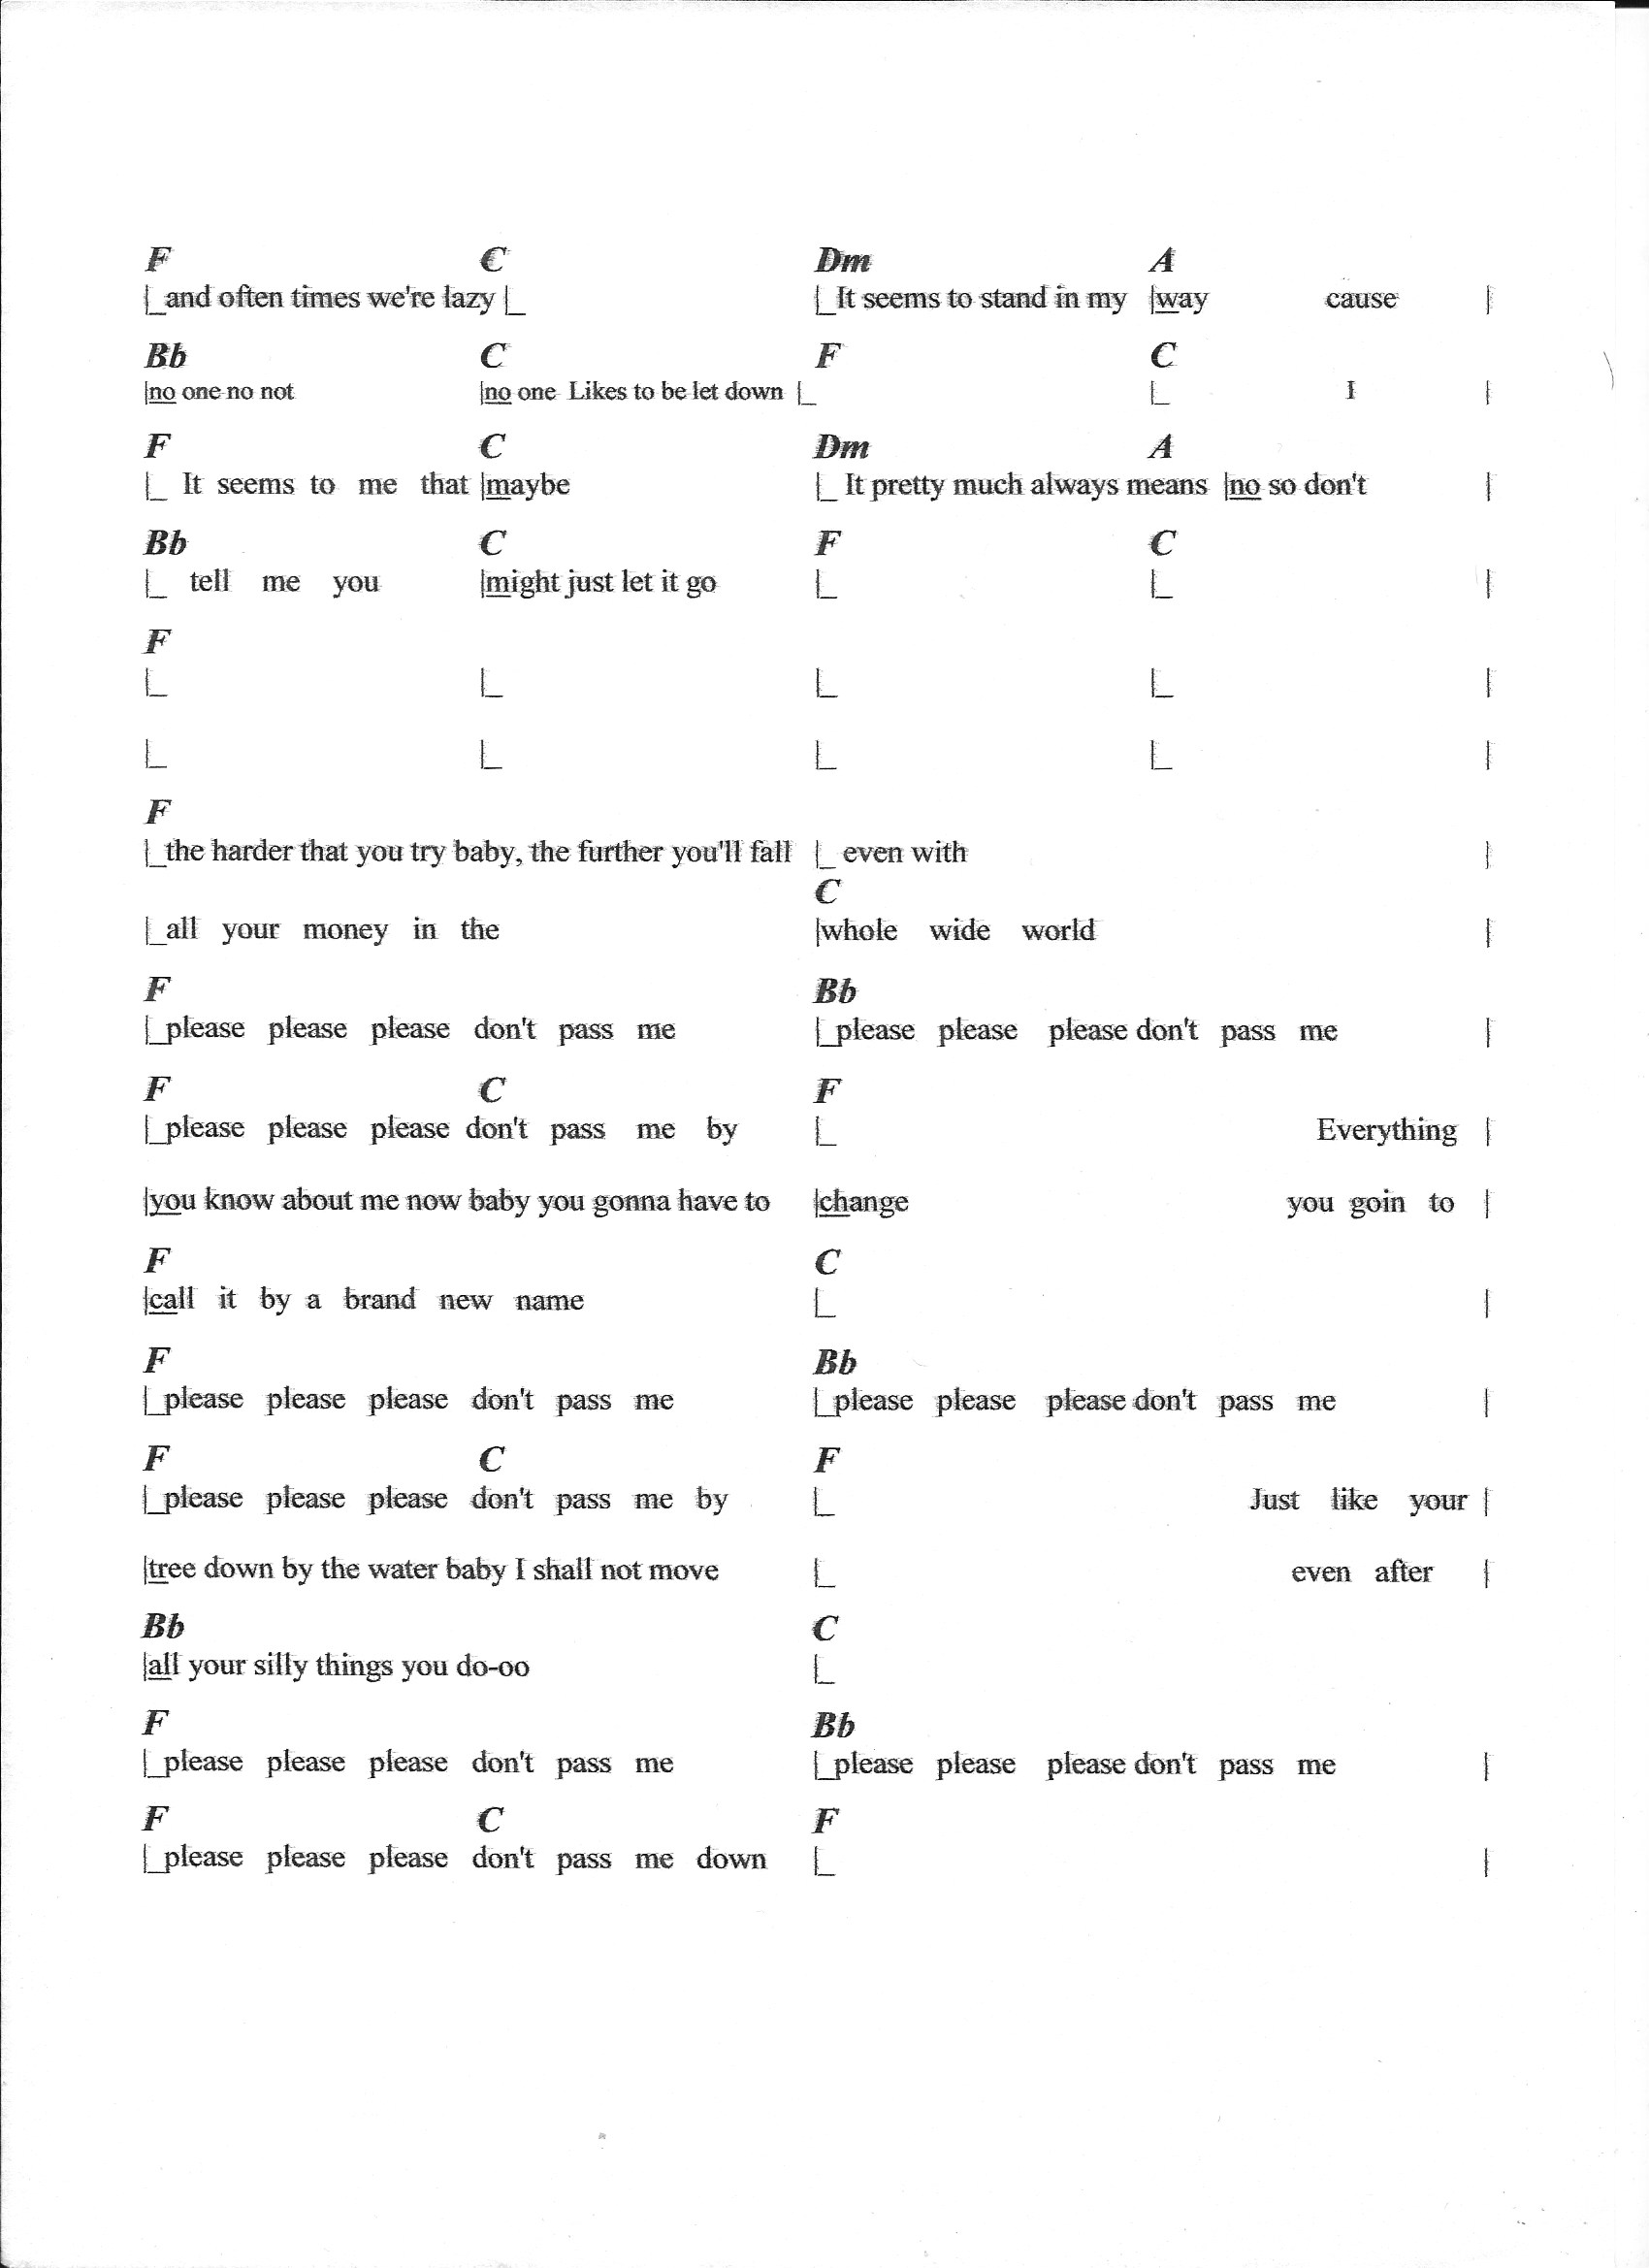 F C Dm A
|_and often times we're lazy |_ |_It seems to stand in my |way cause |
Bb C F C
|no one no not |no one Likes to be let down |_ |_ I |
F C Dm A
|_ It seems to me that |maybe |_ It pretty much always means |no so don't |
Bb C F C
|_ tell me you |might just let it go |_ |_ |
F
|_ |_ |_ |_ |
|_ |_ |_ |_ |
F
|_the harder that you try baby, the further you'll fall |_ even with |
C
|_all your money in the |whole wide world |
F Bb
|_please please please don't pass me |_please please please don't pass me |
F C F
|_please please please don't pass me by |_ Everything |
|you know about me now baby you gonna have to |change you goin to |
F C
|call it by a brand new name |_ |
F Bb
|_please please please don't pass me |_please please please don't pass me |
F C F
|_please please please don't pass me by |_ Just like your |
|tree down by the water baby I shall not move |_ even after |
Bb C
|all your silly things you do-oo |_
F Bb
|_please please please don't pass me |_please please please don't pass me |
F C F
|_please please please don't pass me down |_ |